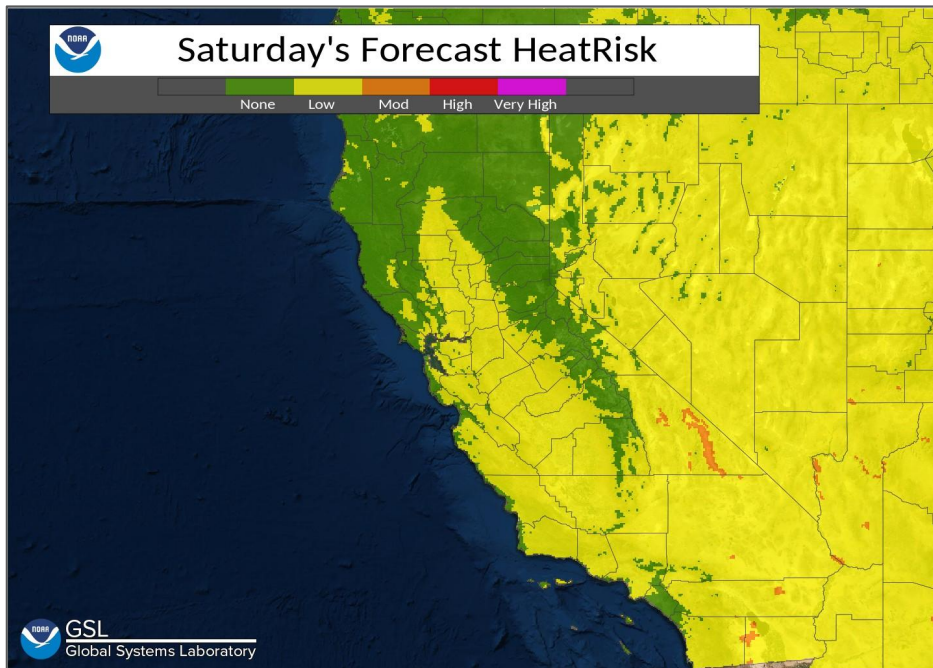 NOAA
Saturday's Forecast HeatRisk
None Low Mod High Very High
NOAA
GSL
Global Systems Laboratory